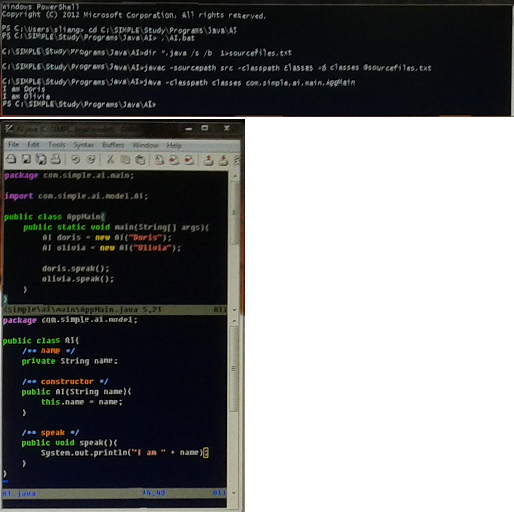 Windows PowerShell
Copyright (C) 2012 Microsoft Corporation. All rights reserved.
PS C:\Users\sliang> cd C:\SIMPLE\Study\Programs\Java\AI
PS C:\SIMPLE\Study\Programs\Java\AI> .\AI.bat
C:\SIMPLE\Study\Programs\Java\AI>dir *.java /s /b 1>sourcefiles.txt
C:\SIMPLE\Study\Programs\Java\AI>javac -sourcepath src -classpath classes -d classes @sourcefiles.txt
C:\SIMPLE\Study\Programs\Java\AI>java -classpath classes com.simple.ai.main.AppMain
I am Doris
I am Olivia
PS C:\SIMPLE\Study\Programs\Java\AI>
File Edit Tools Syntax Buffers Window Help
package com.simple.ai.main;
import com.simple.ai.model.AI;
public class AppMain{
public static void main(String[] args){
AI doris = new AI("Doris");
AI olivia = new AI("Olivia");
doris.speak();
olivia.speak();
}
}
<simple\ai\main\AppMain.java 5,21 All
package com.simple.ai.model;
public class AI{
/** name */
private String name;
/** constructor */
public AI(String name){
this.name = name;
}
/** speak */
public void speak(){
System.out.println("I am " + name);
}
}
AI.java 14,42 All